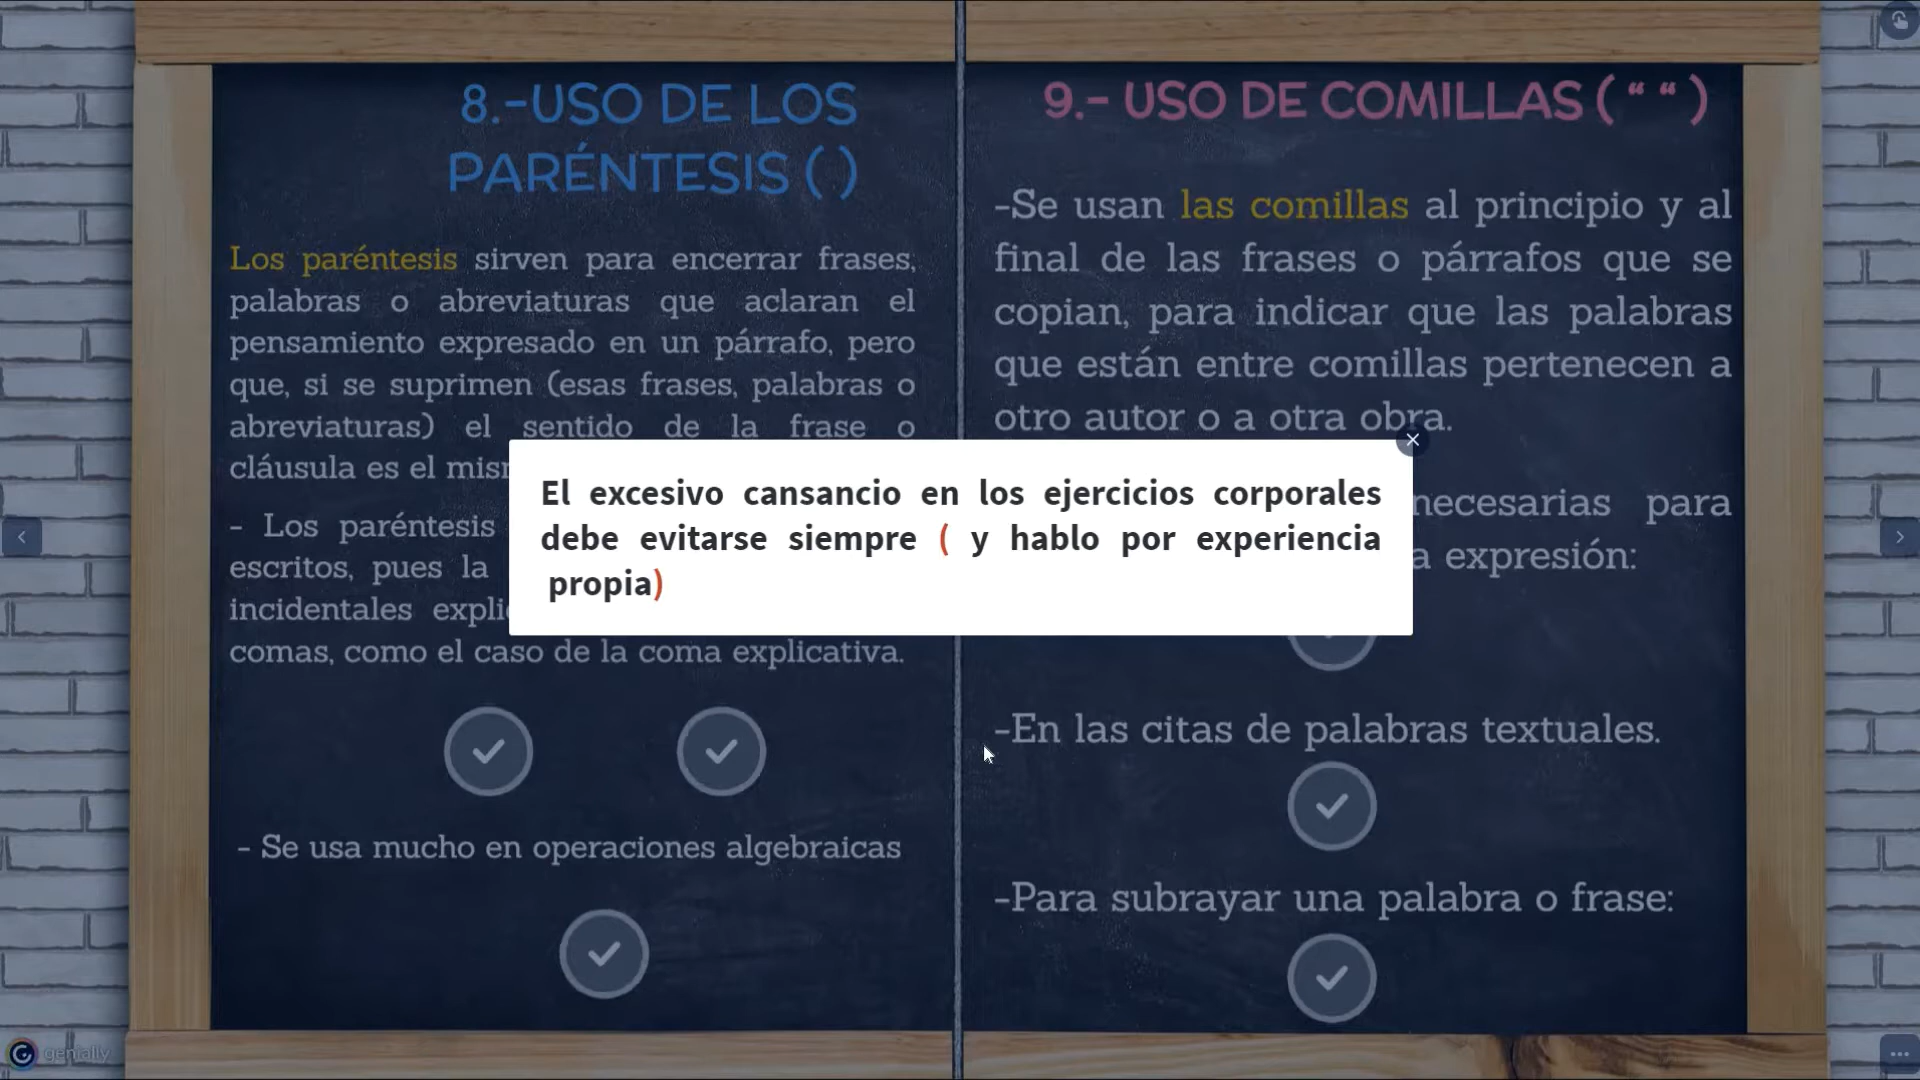 8.-USO DE LOS
PARÉNTESIS ( )
Los paréntesis sirven para encerrar frases,
palabras o abreviaturas que aclaran el
pensamiento expresado en un párrafo, pero
que, si se suprimen (esas frases, palabras o
abreviaturas) el sentido de la frase o
cláusula es el
- Los paréntesis
escritos, pues la
incidentales
comas, como el caso de la coma explicativa.
- Se usa mucho en operaciones algebraicas
El excesivo cansancio en los ejercicios corporales
debe evitarse siempre ( y hablo por experiencia
propia)
9.- USO DE COMILLAS ( “ “ )
-Se usan las comillas al principio y al
final de las frases o párrafos que se
copian, para indicar que las palabras
que están entre comillas pertenecen a
otro autor o a otra obra.
necesarias para
a expresión:
-En las citas de palabras textuales.
-Para subrayar una palabra o frase:
genially